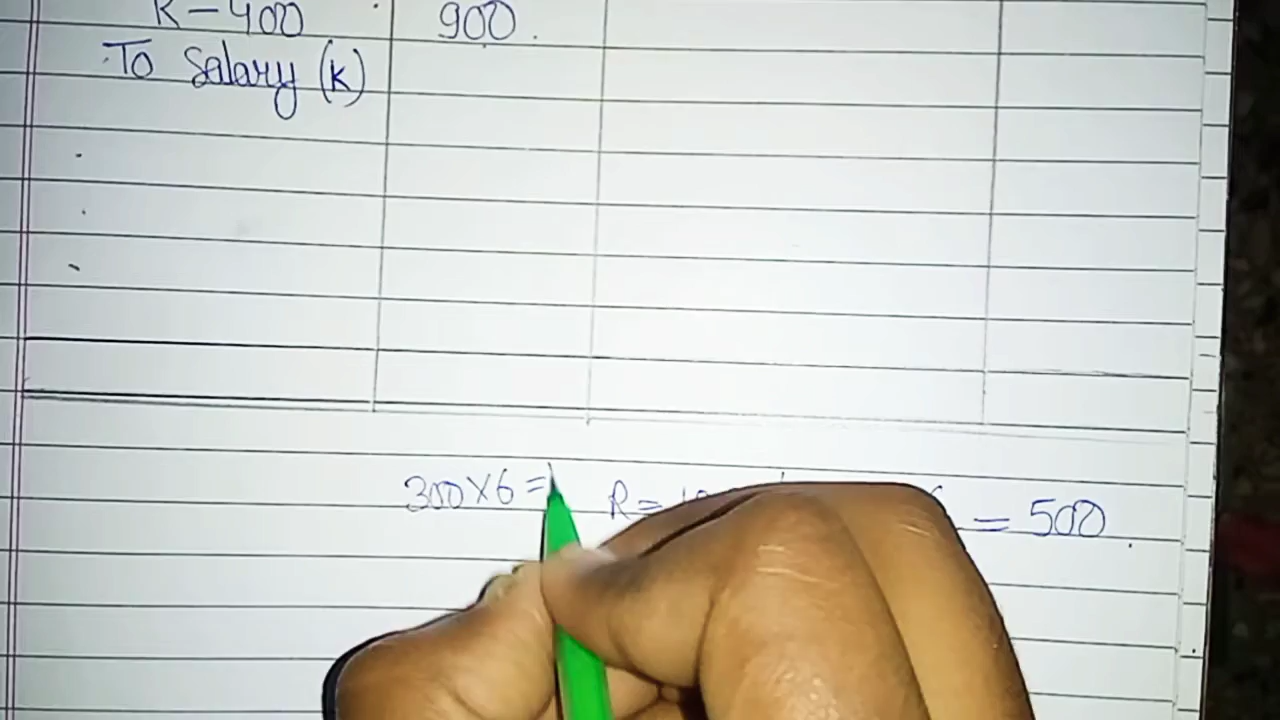 K - 400 900.
To Salary (K)
300×6 =
R =
= 500